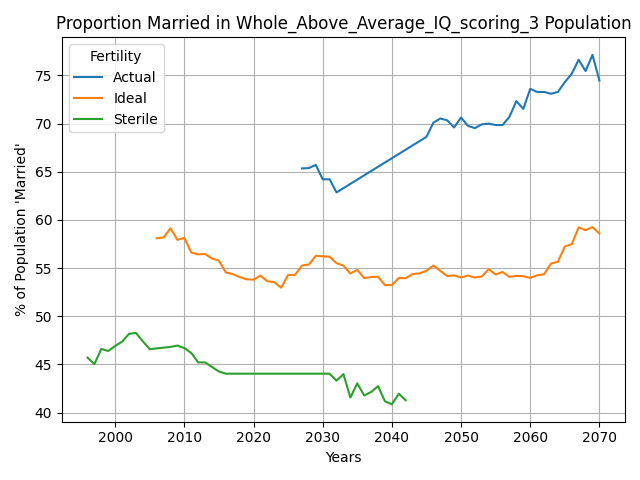 Proportion Married in Whole_Above_Average_IQ_scoring_3 Population
Fertility
Actual
Ideal
Sterile
% of Population 'Married'
75
70
65
60
55
50
45
40
2000 2010 2020 2030 2040 2050 2060 2070
Years